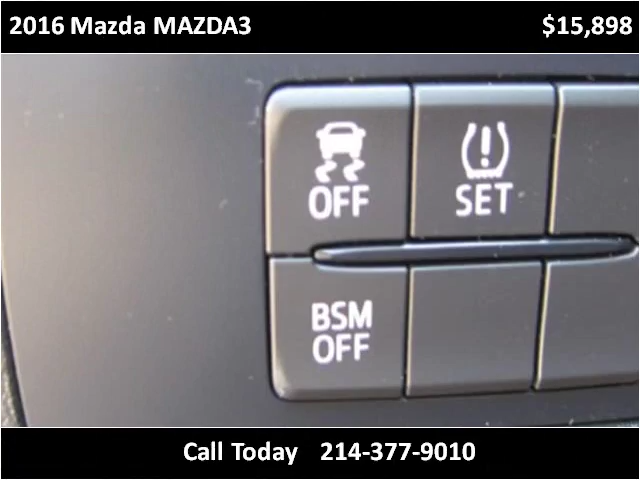 2016 Mazda MAZDA3 $15,898
OFF
SET
BSM
OFF
Call Today 214-377-9010